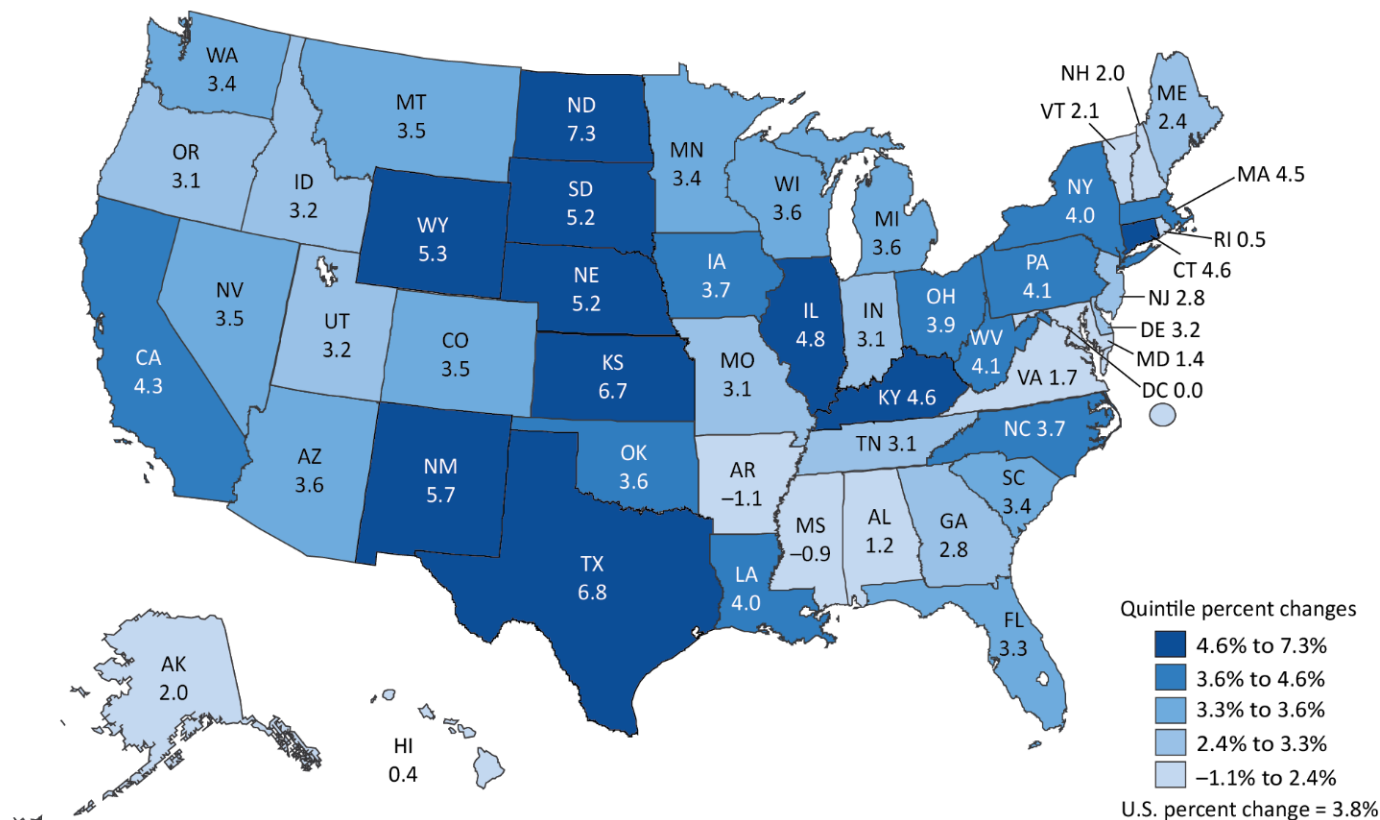 WA
3.4
MT
3.5
ND
7.3
MN
3.4
NH 2.0
VT 2.1
ME
2.4
OR
3.1
ID
3.2
WY
5.3
SD
5.2
WI
3.6
MI
3.6
NY
4.0
MA 4.5
RI 0.5
CT 4.6
NV
3.5
UT
3.2
CO
3.5
NE
5.2
IA
3.7
IL
4.8
IN
3.1
OH
3.9
PA
4.1
NJ 2.8
DE 3.2
MD 1.4
DC 0.0
CA
4.3
KS
6.7
MO
3.1
KY 4.6
WV
4.1
VA 1.7
AZ
3.6
NM
5.7
OK
3.6
AR
–1.1
TN 3.1
NC 3.7
SC
3.4
TX
6.8
LA
4.0
MS
–0.9
AL
1.2
GA
2.8
FL
3.3
AK
2.0
HI
0.4
Quintile percent changes
4.6% to 7.3%
3.6% to 4.6%
3.3% to 3.6%
2.4% to 3.3%
–1.1% to 2.4%
U.S. percent change = 3.8%